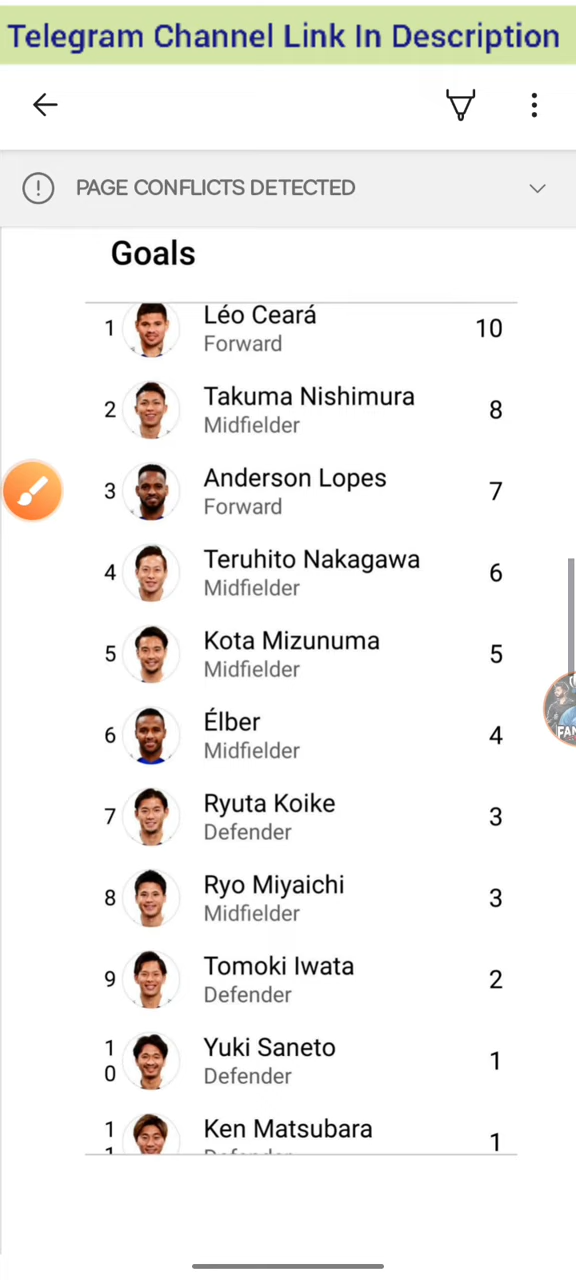 Telegram Channel Link In Description
PAGE CONFLICTS DETECTED
Goals
1 Léo Ceará 10
Forward
2 Takuma Nishimura 8
Midfielder
3 Anderson Lopes 7
Forward
4 Teruhito Nakagawa 6
Midfielder
5 Kota Mizunuma 5
Midfielder
6 Élber 4
Midfielder
7 Ryuta Koike 3
Defender
8 Ryo Miyaichi 3
Midfielder
9 Tomoki Iwata 2
Defender
10 Yuki Saneto 1
Defender
11 Ken Matsubara 1
Defender
FAN